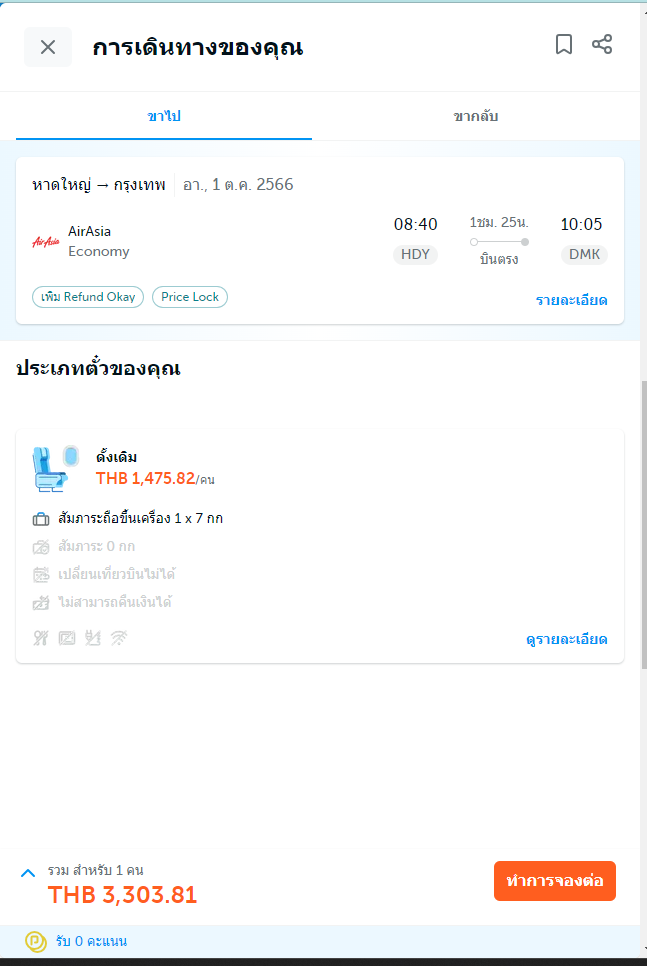 การเดินทางของคุณ
ขาไป
ขากลับ
หาดใหญ่ → กรุงเทพ อา., 1 ต.ค. 2566
AirAsia
AirAsia
Economy
08:40
HDY
1ชม. 25น.
บินตรง
10:05
DMK
เพิ่ม Refund Okay
Price Lock
รายละเอียด
ประเภทตั๋วของคุณ
ดั้งเดิม
THB 1,475.82/คน
สัมภาระถือขึ้นเครื่อง 1 x 7 กก
สัมภาระ 0 กก
เปลี่ยนเที่ยวบินไม่ได้
ไม่สามารถคืนเงินได้
ดูรายละเอียด
รวม สำหรับ 1 คน
THB 3,303.81
ทำการจองต่อ
รับ 0 คะแนน